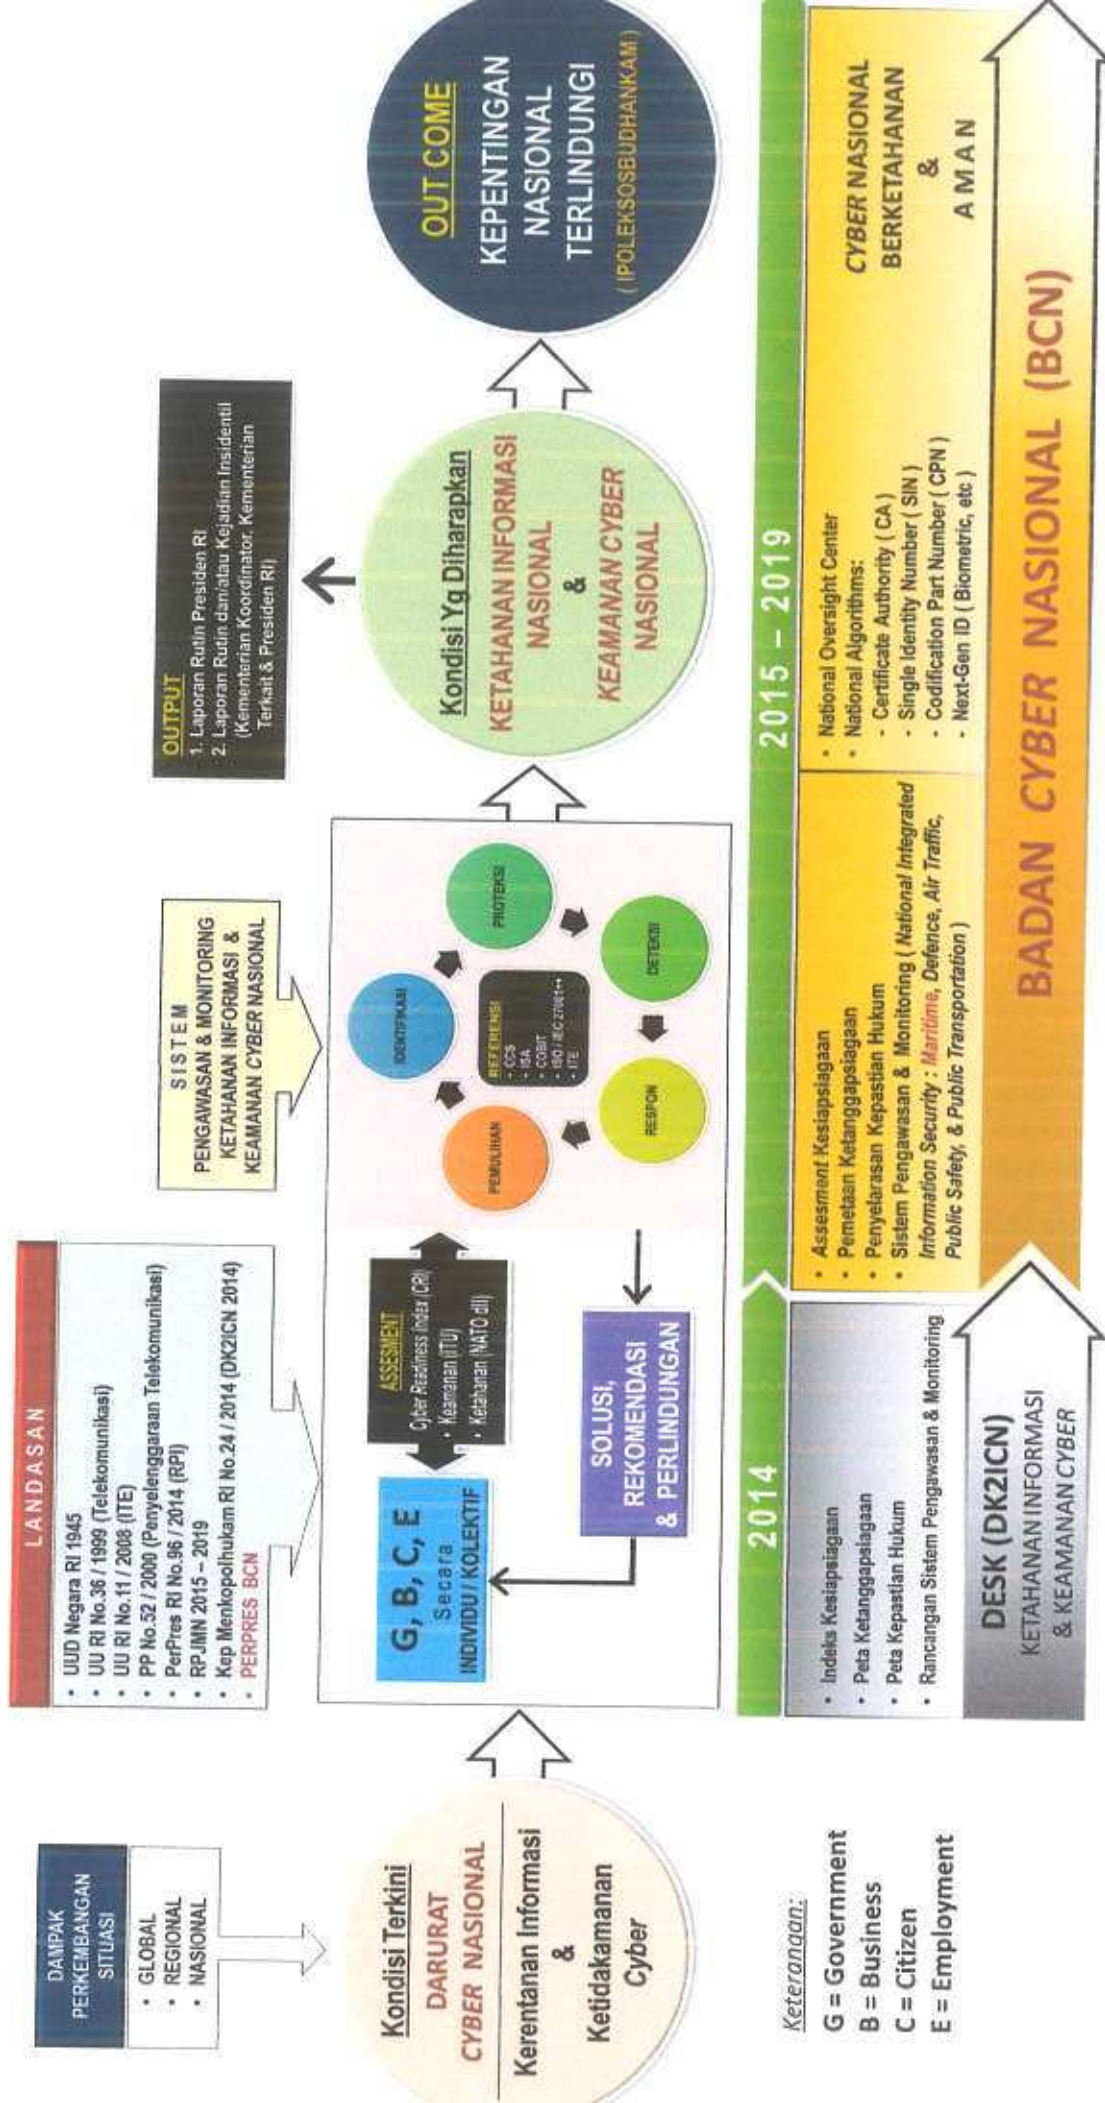 DAMPAK
PERKEMBANGAN
SITUASI
• GLOBAL
• REGIONAL
• NASIONAL
Kondisi Terkini
DARURAT
CYBER NASIONAL
Kerentanan Informasi
&
Ketidakamanan
Cyber
LANDASAN
• UUD Negara RI 1945
• UU RI No.36 / 1999 (Telekomunikasi)
• UU RI No.11 / 2008 (ITE)
• PP No.52 / 2000 (Penyelenggaraan Telekomunikasi)
• PerPres RI No.96 / 2014 (RPI)
• RPJMN 2015 – 2019
• Kep Menkopolhukam RI No.24 / 2014 (DK2ICN 2014)
• PERPRES BCN
SISTEM
PENGAWASAN & MONITORING
KETAHANAN INFORMASI &
KEAMANAN CYBER NASIONAL
G, B, C, E
Secara
INDIVIDU / KOLEKTIF
ASSESMENT
Cyber Readiness Index (CRI)
• Keamanan (ITU)
• Ketahanan (NATO dll)
SOLUSI,
REKOMENDASI
& PERLINDUNGAN
IDENTIFIKASI
PROTEKSI
DETEKSI
RESPON
PEMULIHAN
REFERENSI
• CCS
• ISA
• COBIT
• ISO / IEC 27001++
• ITE
OUTPUT
1. Laporan Rutin Presiden RI
2. Laporan Rutin dan/atau Kejadian Insidentil
(Kementerian Koordinator, Kementerian
Terkait & Presiden RI)
Kondisi Yg Diharapkan
KETAHANAN INFORMASI
NASIONAL
&
KEAMANAN CYBER
NASIONAL
OUT COME
KEPENTINGAN
NASIONAL
TERLINDUNGI
( IPOLEKSOSBUDHANKAM )
Keterangan:
G = Government
B = Business
C = Citizen
E = Employment
2014
• Indeks Kesiapsiagaan
• Peta Ketanggapsiagaan
• Peta Kepastian Hukum
• Rancangan Sistem Pengawasan & Monitoring
DESK (DK2ICN)
KETAHANAN INFORMASI
& KEAMANAN CYBER
2015 – 2019
• Assesment Kesiapsiagaan
• Pemetaan Ketanggapsiagaan
• Penyelarasan Kepastian Hukum
• Sistem Pengawasan & Monitoring ( National Integrated
Information Security : Maritime, Defence, Air Traffic,
Public Safety, & Public Transportation )
• National Oversight Center
• National Algorithms:
- Certificate Authority ( CA )
- Single Identity Number ( SIN )
- Codification Part Number ( CPN )
- Next-Gen ID ( Biometric, etc )
CYBER NASIONAL
BERKETAHANAN
&
AMAN
BADAN CYBER NASIONAL (BCN)